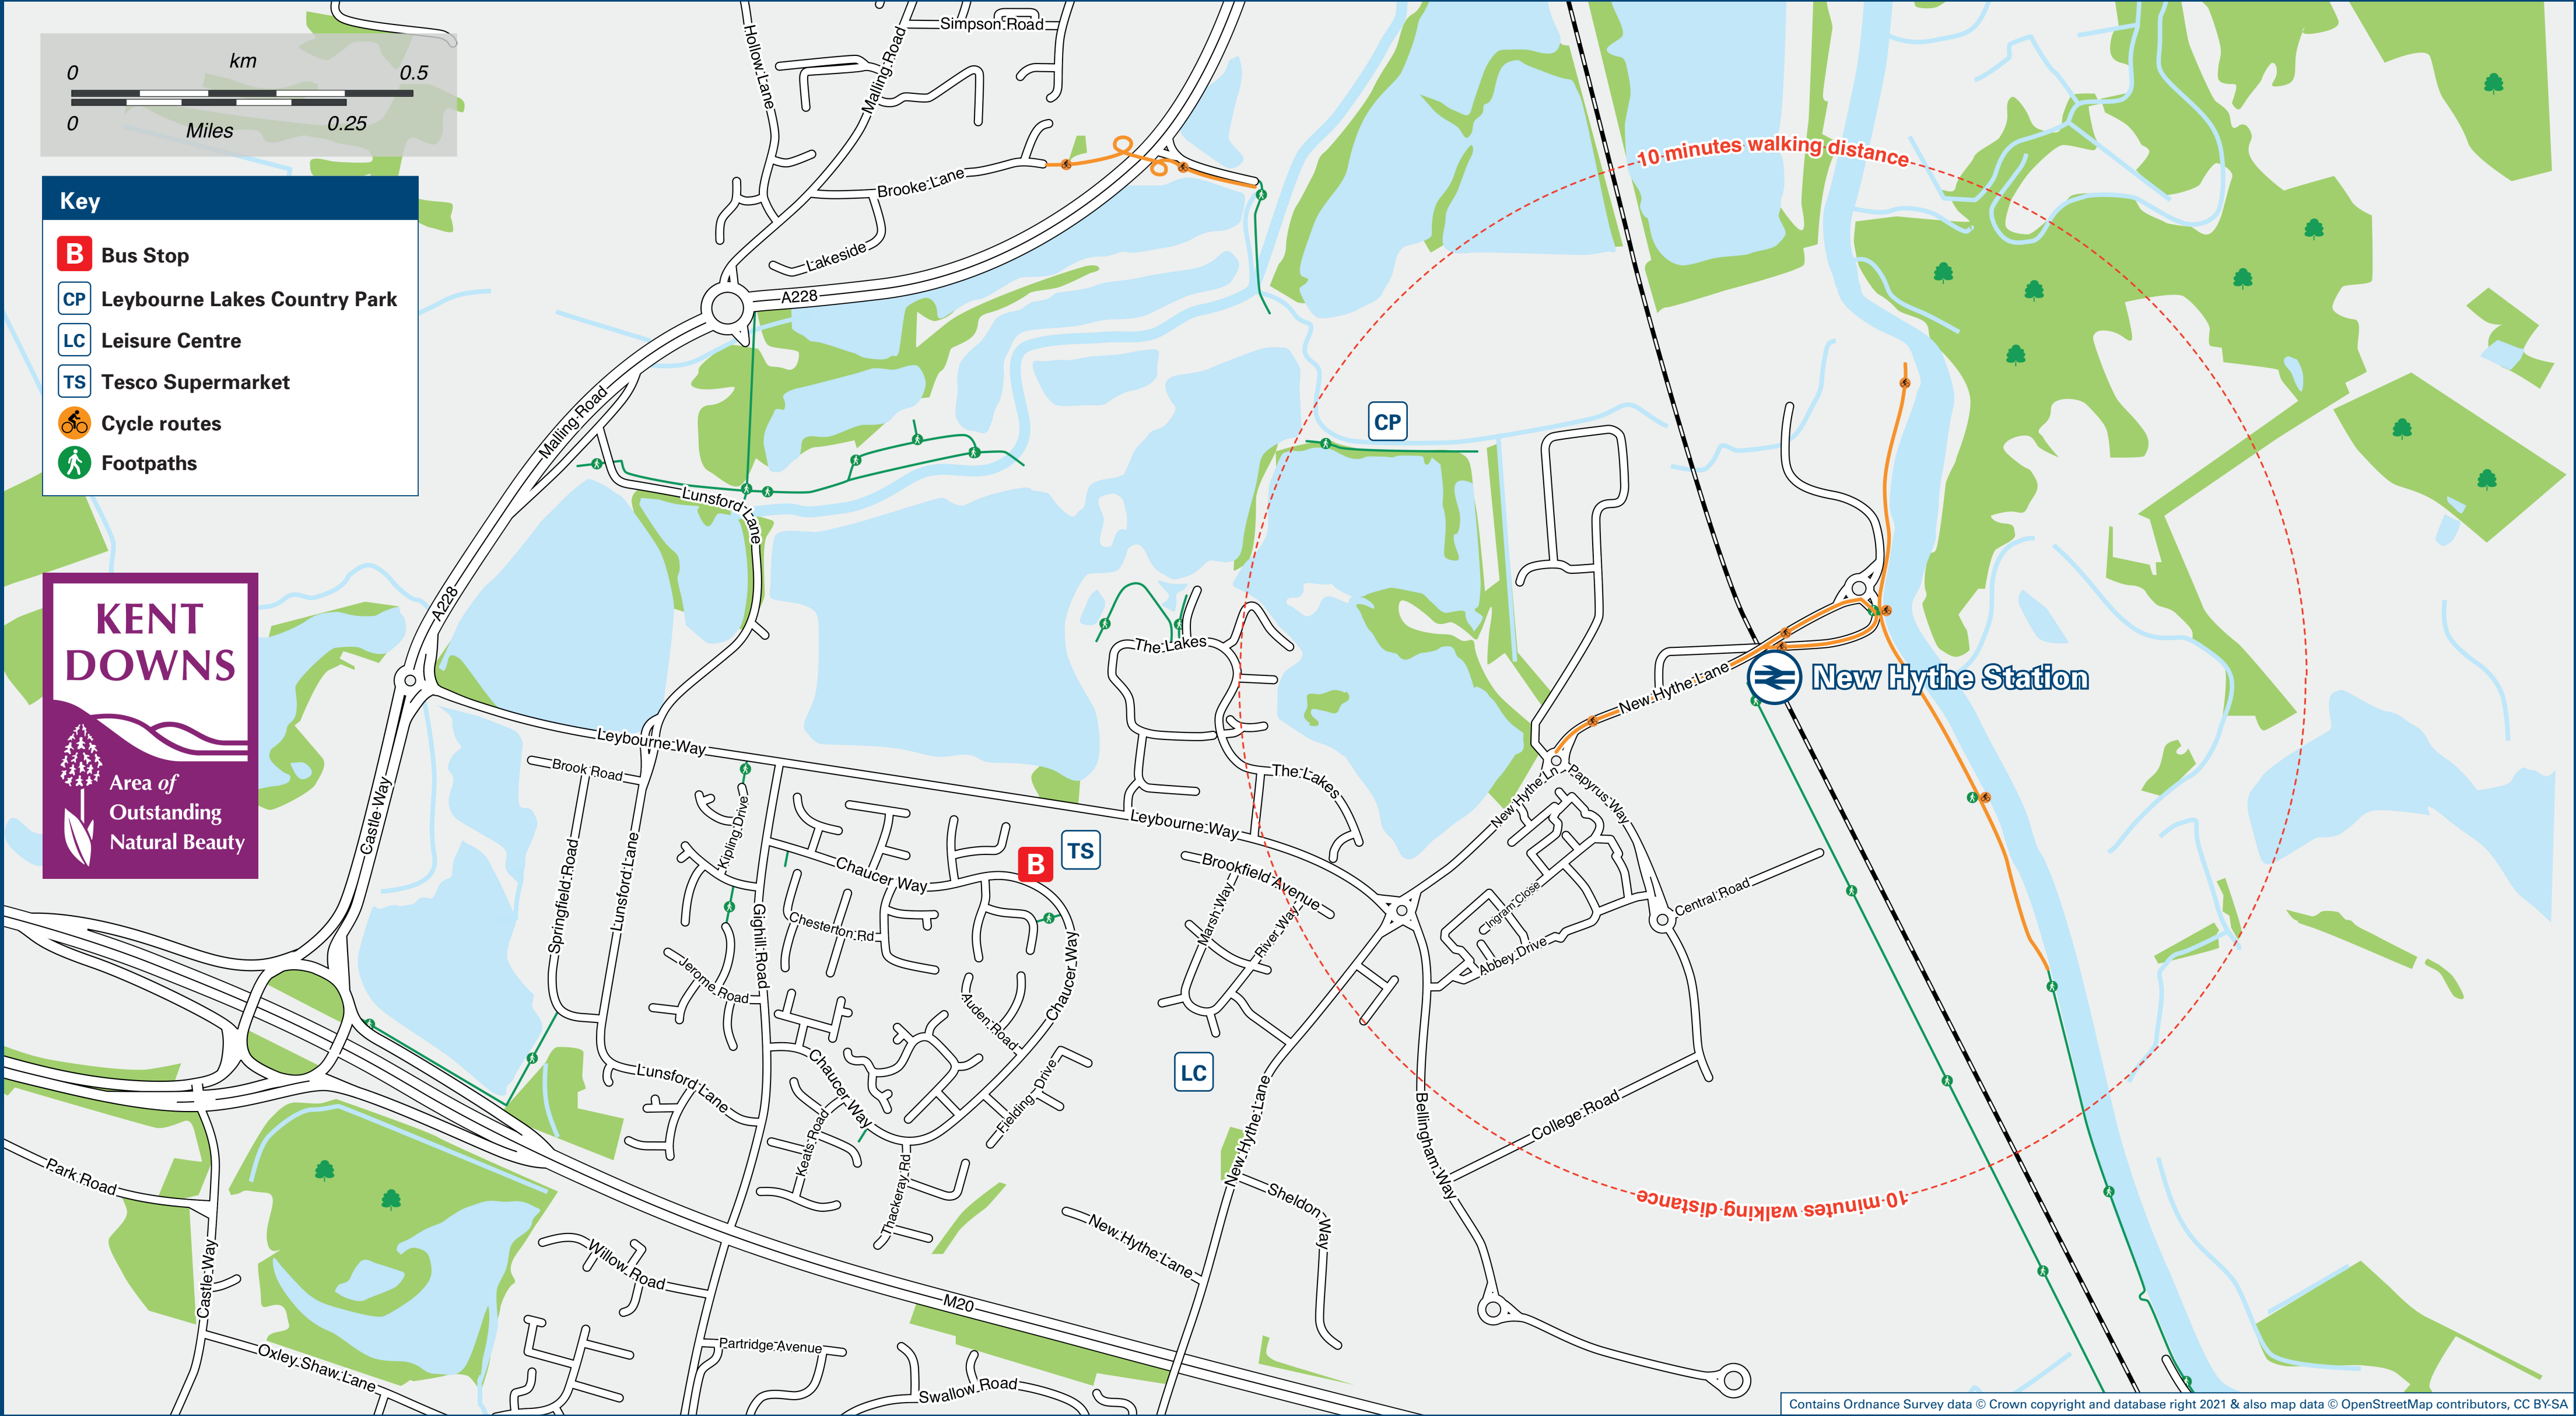 km
0
0.5
0
Miles
0.25
Key
B Bus Stop
CP Leybourne Lakes Country Park
LC Leisure Centre
TS Tesco Supermarket
Cycle routes
Footpaths
KENT
DOWNS
Area of
Outstanding
Natural Beauty
Simpson Road
Hollow Lane
Malling Road
Brooke Lane
Lakeside
A228
Malling Road
Lunsford Lane
A228
10 minutes walking distance
CP
The Lakes
New Hythe Lane
New Hythe Station
Leybourne Way
Brook Road
Castle Way
Springfield Road
Lunsford Lane
Kipling Drive
Chaucer Way
Gighill Road
Chesterton Rd
Jerome Road
B
TS
Leybourne Way
The Lakes
New Hythe Ln
Papyrus Way
Brookfield Avenue
Marsh Way
River Way
Ingram Close
Abbey Drive
Central Road
Auden Road
Chaucer Way
Lunsford Lane
Chaucer Way
Keats Road
Fielding Drive
Thackeray Rd
LC
New Hythe Lane
Bellingham Way
College Road
10 minutes walking distance
Sheldon Way
New Hythe Lane
Park Road
Castle Way
Oxley Shaw Lane
Willow Road
M20
Partridge Avenue
Swallow Road
Contains Ordnance Survey data © Crown copyright and database right 2021 & also map data © OpenStreetMap contributors, CC BY-SA